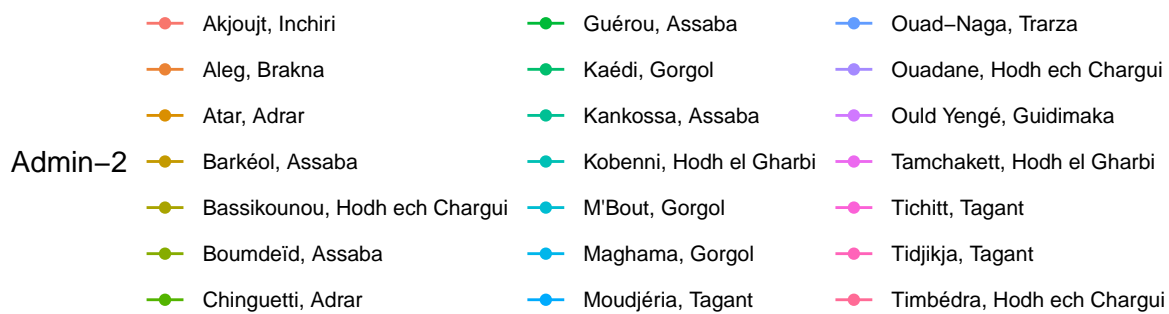 Admin−2
Akjoujt, Inchiri
Aleg, Brakna
Atar, Adrar
Barkéol, Assaba
Bassikounou, Hodh ech Chargui
Boumdeïd, Assaba
Chinguetti, Adrar
Guérou, Assaba
Kaédi, Gorgol
Kankossa, Assaba
Kobenni, Hodh el Gharbi
M'Bout, Gorgol
Maghama, Gorgol
Moudjéria, Tagant
Ouad−Naga, Trarza
Ouadane, Hodh ech Chargui
Ould Yengé, Guidimaka
Tamchakett, Hodh el Gharbi
Tichitt, Tagant
Tidjikja, Tagant
Timbédra, Hodh ech Chargui